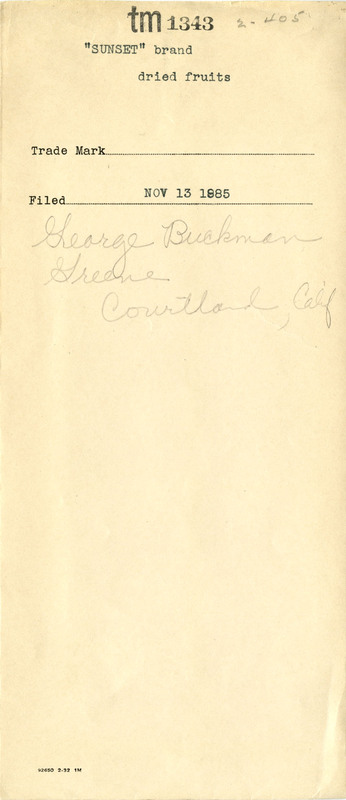 tm 1343 2-405
"SUNSET" brand
dried fruits
Trade Mark
Filed NOV 13 1885
George Buckman
Greene
Courtland, Calif
92650 2-32 1M